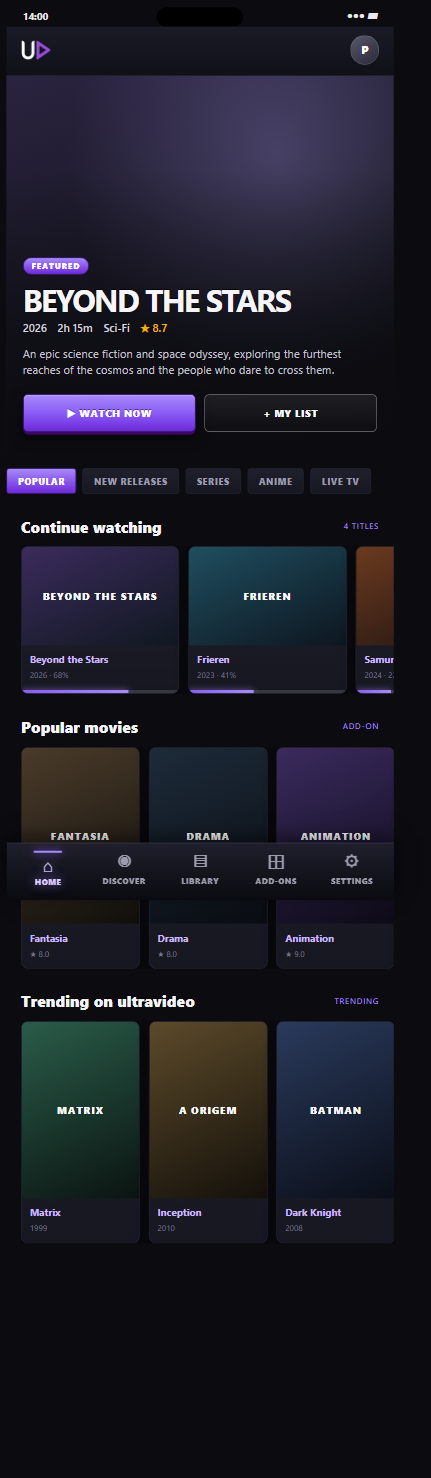 14:00
U
P
FEATURED
BEYOND THE STARS
2026 2h 15m Sci-Fi ★ 8.7
An epic science fiction and space odyssey, exploring the furthest
reaches of the cosmos and the people who dare to cross them.
▶ WATCH NOW + MY LIST
POPULAR NEW RELEASES SERIES ANIME LIVE TV
Continue watching 4 TITLES
BEYOND THE STARS FRIEREN
Beyond the Stars Frieren Samur
2026 · 68% 2023 · 41% 2024 · 2
Popular movies ADD-ON
FANTASIA DRAMA ANIMATION
HOME DISCOVER LIBRARY ADD-ONS SETTINGS
Fantasia Drama Animation
★ 8.0 ★ 8.0 ★ 9.0
Trending on ultravideo TRENDING
MATRIX A ORIGEM BATMAN
Matrix Inception Dark Knight
1999 2010 2008